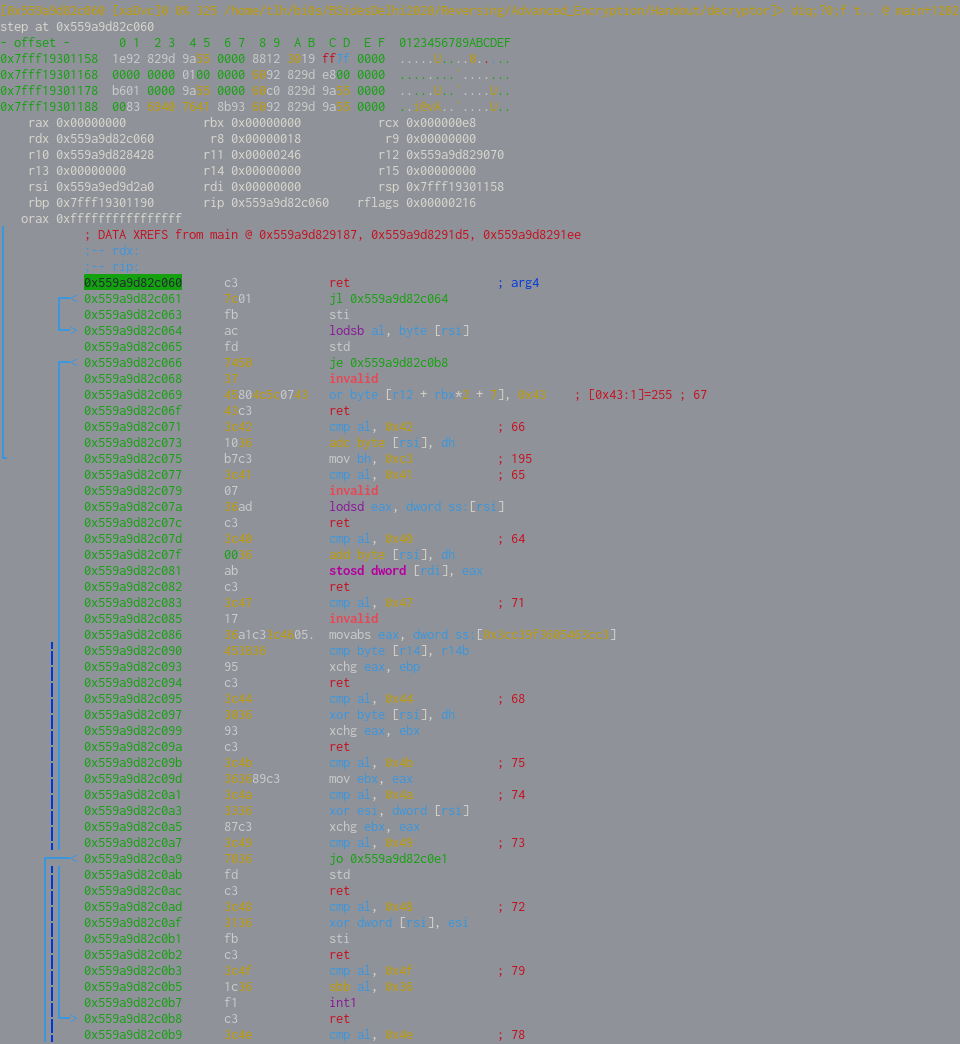 step at 0x559a9d82c060
- offset - 0 1 2 3 4 5 6 7 8 9 A B C D E F 0123456789ABCDEF
0x7fff19301158 1e92 829d 9a55 0000 8812 3019 ff7f 0000
0x7fff19301168 0000 0000 0100 0000 6092 829d e800 0000
0x7fff19301178 b601 0000 9a55 0000 60c0 829d 9a55 0000
0x7fff19301188 0083 8b93 829d 9a55 0000
rax 0x00000000 rbx 0x00000000 rcx 0x000000e8
rdx 0x559a9d82c060 r8 0x00000018 r9 0x00000000
r10 0x559a9d828428 r11 0x00000246 r12 0x559a9d829070
r13 0x00000000 r14 0x00000000 r15 0x00000000
rsi 0x559a9ed9d2a0 rdi 0x00000000 rsp 0x7fff19301158
rbp 0x7fff19301190 rip 0x559a9d82c060 rflags 0x00000216
orax 0xffffffffffffffff
; DATA XREFS from main @ 0x559a9d829187, 0x559a9d8291d5, 0x559a9d8291ee
;-- rdx:
;-- rip:
0x559a9d82c060 c3 ret ; arg4
0x559a9d82c061 7c01 jl 0x559a9d82c064
0x559a9d82c063 fb sti
0x559a9d82c064 ac lodsb al, byte [rsi]
0x559a9d82c065 fd std
0x559a9d82c066 7450 je 0x559a9d82c0b8
0x559a9d82c068 37 invalid
0x559a9d82c069 or byte [r12 + rbx*2 + 7], 0x43 ; [0x43:1]=255 ; 67
0x559a9d82c06f ret
0x559a9d82c071 3c42 cmp al, 0x42 ; 66
0x559a9d82c073 1036 adc byte [rsi], dh
0x559a9d82c075 b7c3 mov bh, 0xc3 ; 195
0x559a9d82c077 3c41 cmp al, 0x41 ; 65
0x559a9d82c079 07 invalid
0x559a9d82c07a 36ad lodsd eax, dword ss:[rsi]
0x559a9d82c07c c3 ret
0x559a9d82c07d 3c40 cmp al, 0x40 ; 64
0x559a9d82c07f 0036 add byte [rsi], dh
0x559a9d82c081 ab stosd dword [rdi], eax
0x559a9d82c082 c3 ret
0x559a9d82c083 3c47 cmp al, 0x47 ; 71
0x559a9d82c085 17 invalid
0x559a9d82c086 36a1c33c4605. movabs eax, dword ss:
0x559a9d82c090 453836 cmp byte [r14], r14b
0x559a9d82c093 95 xchg eax, ebp
0x559a9d82c094 c3 ret
0x559a9d82c095 3c44 cmp al, 0x44 ; 68
0x559a9d82c097 3036 xor byte [rsi], dh
0x559a9d82c099 93 xchg eax, ebx
0x559a9d82c09a c3 ret
0x559a9d82c09b 3c4b cmp al, 0x4b ; 75
0x559a9d82c09d 89c3 mov ebx, eax
0x559a9d82c0a1 3c4a cmp al, 0x4a ; 74
0x559a9d82c0a3 3336 xor esi, dword [rsi]
0x559a9d82c0a5 87c3 xchg ebx, eax
0x559a9d82c0a7 3c49 cmp al, 0x49 ; 73
0x559a9d82c0a9 7036 jo 0x559a9d82c0e1
0x559a9d82c0ab fd std
0x559a9d82c0ac c3 ret
0x559a9d82c0ad 3c48 cmp al, 0x48 ; 72
0x559a9d82c0af 3136 xor dword [rsi], esi
0x559a9d82c0b1 fb sti
0x559a9d82c0b2 c3 ret
0x559a9d82c0b3 3c4f cmp al, 0x4f ; 79
0x559a9d82c0b5 1c36 sbb al, 0x36
0x559a9d82c0b7 f1 int1
0x559a9d82c0b8 c3 ret
0x559a9d82c0b9 3c4e cmp al, 0x4e ; 78